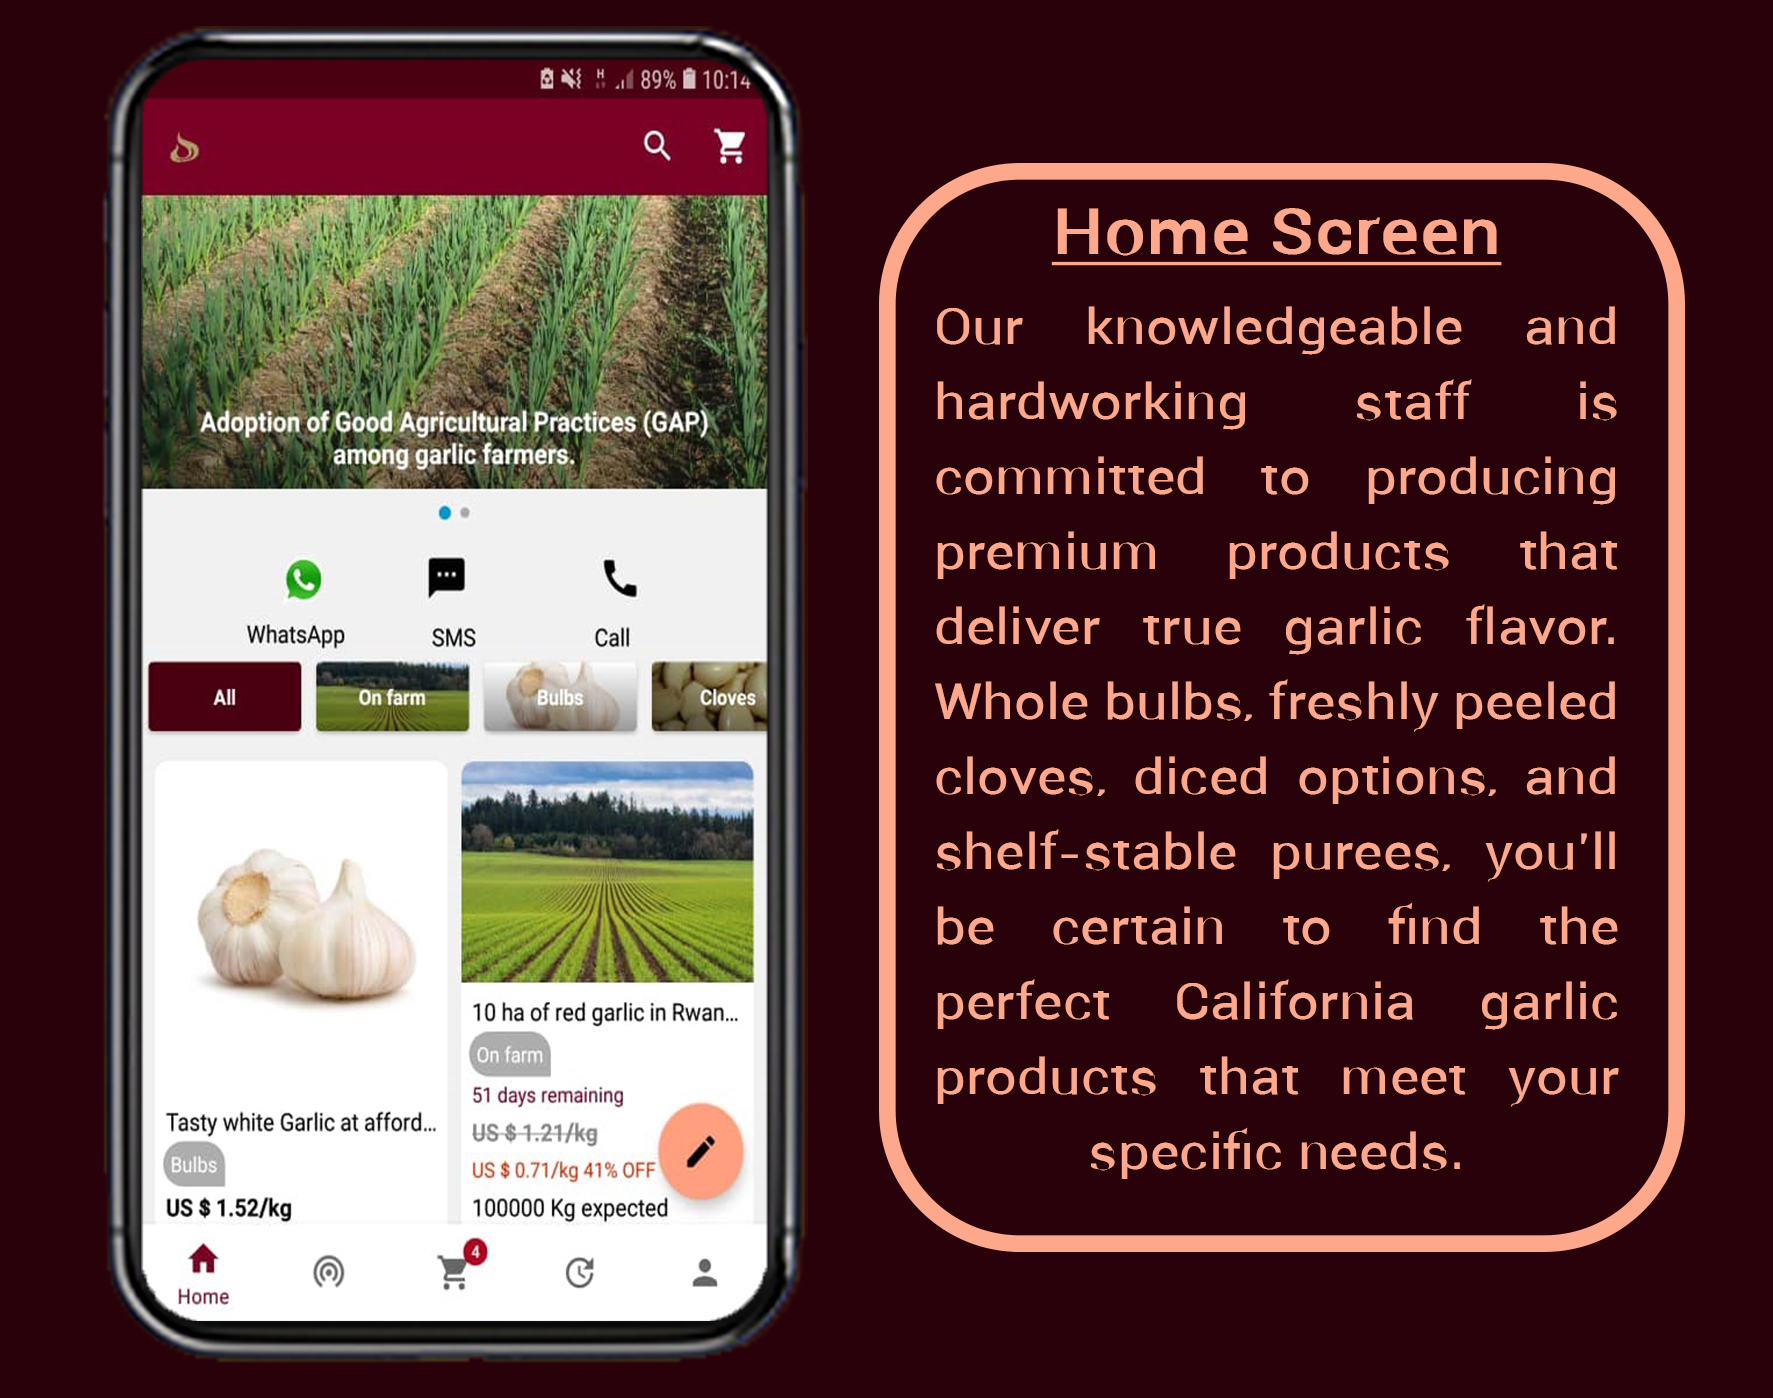 H 89% 10:14
Adoption of Good Agricultural Practices (GAP)
among garlic farmers.
WhatsApp SMS Call
All On farm Bulbs Cloves
10 ha of red garlic in Rwan...
On farm
51 days remaining
US $ 1.21/kg
US $ 0.71/kg 41% OFF
100000 Kg expected
Tasty white Garlic at afford...
Bulbs
US $ 1.52/kg
4
Home
Home Screen
Our knowledgeable and
hardworking staff is
committed to producing
premium products that
deliver true garlic flavor.
Whole bulbs, freshly peeled
cloves, diced options, and
shelf-stable purees, you'll
be certain to find the
perfect California garlic
products that meet your
specific needs.